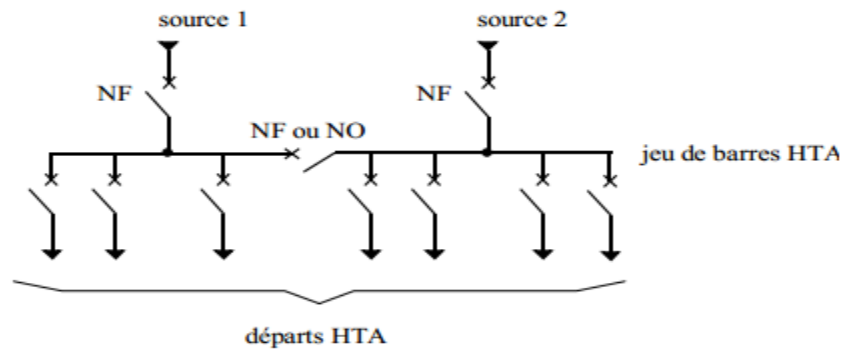 source 1
source 2
NF
NF
NF ou NO
jeu de barres HTA
départs HTA